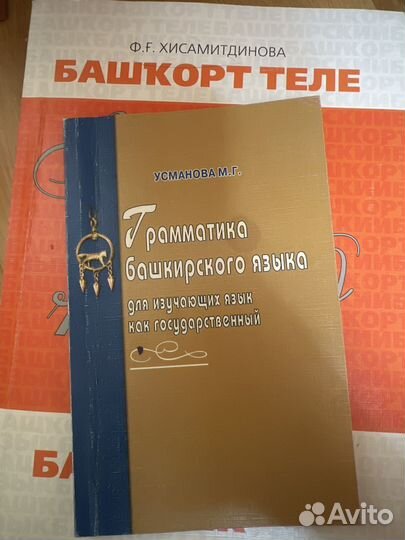 Ф.Ғ. ХИСАМИТДИНОВА
БАШҠОРТ ТЕЛЕ
УСМАНОВА М.Г.
Грамматика
башкирского языка
для изучающих язык
как государственный
Avito